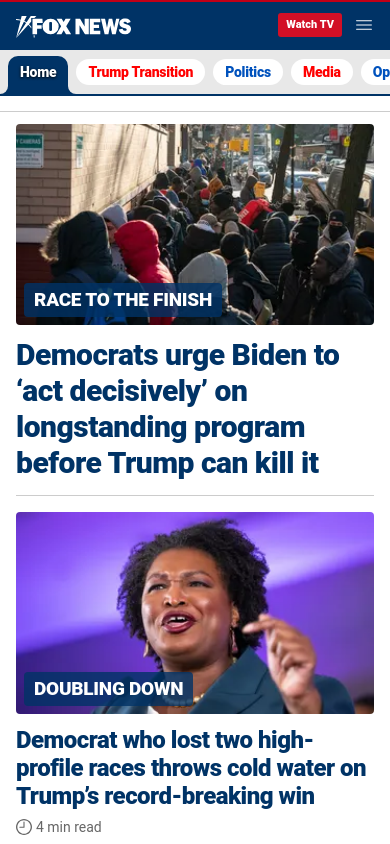 FOX NEWS
Watch TV
Home
Trump Transition
Politics
Media
Op
RACE TO THE FINISH
Democrats urge Biden to
‘act decisively’ on
longstanding program
before Trump can kill it
DOUBLING DOWN
Democrat who lost two high-
profile races throws cold water on
Trump’s record-breaking win
4 min read